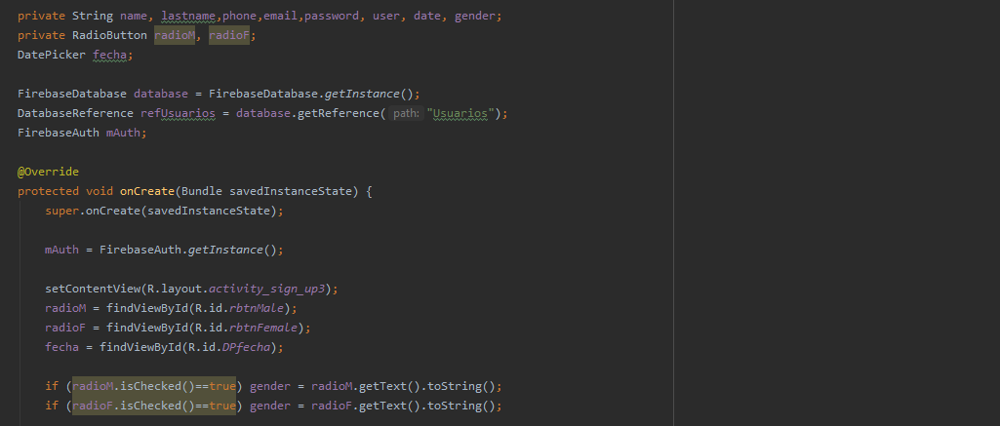 private String name, lastname,phone,email,password, user, date, gender;
private RadioButton radioM, radioF;
DatePicker fecha;
FirebaseDatabase database = FirebaseDatabase.getInstance();
DatabaseReference refUsuarios = database.getReference( path: "Usuarios");
FirebaseAuth mAuth;
@Override
protected void onCreate(Bundle savedInstanceState) {
super.onCreate(savedInstanceState);
mAuth = FirebaseAuth.getInstance();
setContentView(R.layout.activity_sign_up3);
radioM = findViewById(R.id.rbtnMale);
radioF = findViewById(R.id.rbtnFemale);
fecha = findViewById(R.id.DPfecha);
if (radioM.isChecked()==true) gender = radioM.getText().toString();
if (radioF.isChecked()==true) gender = radioF.getText().toString();